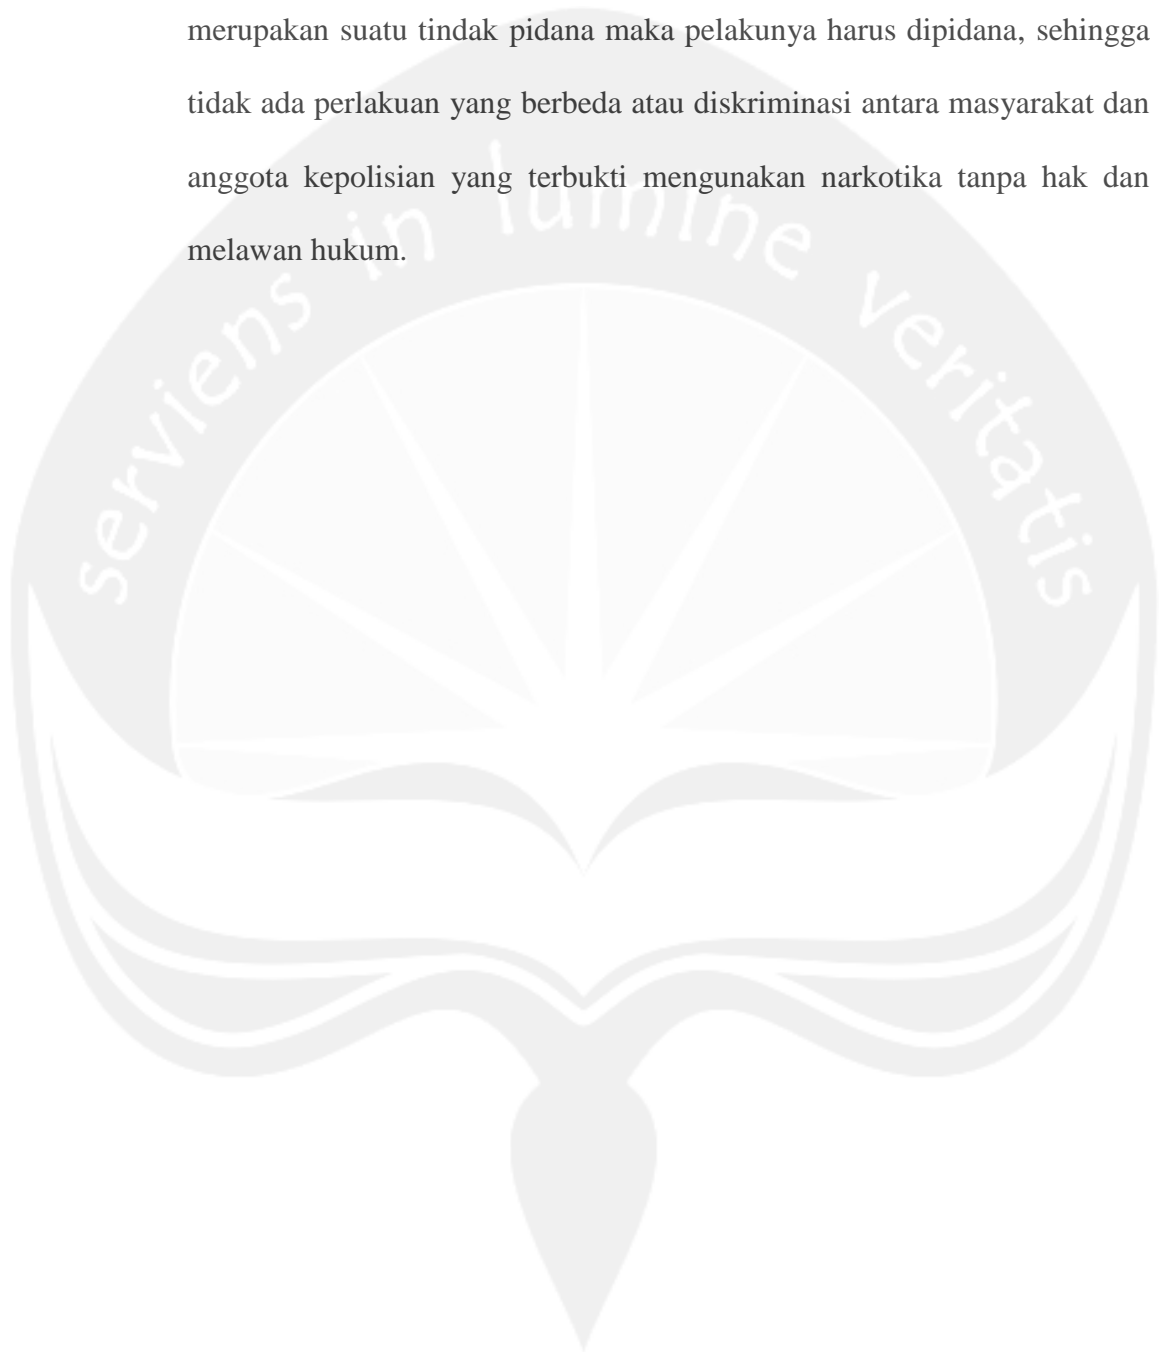 merupakan suatu tindak pidana maka pelakunya harus dipidana, sehingga
tidak ada perlakuan yang berbeda atau diskriminasi antara masyarakat dan
anggota kepolisian yang terbukti mengunakan narkotika tanpa hak dan
melawan hukum.
serviens in lumine veritatis